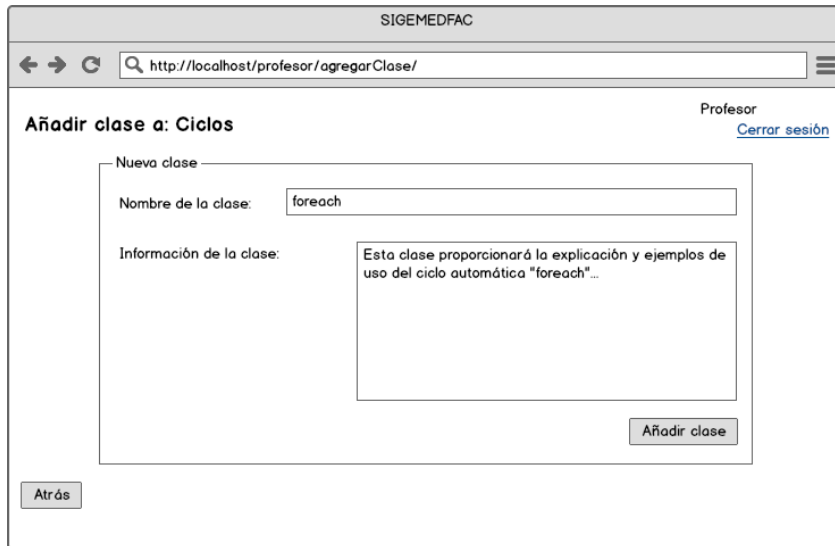 SIGEMEDFAC
http://localhost/profesor/agregarClase/
Profesor
Añadir clase a: Ciclos
Cerrar sesión
Nueva clase
Nombre de la clase:
foreach
Información de la clase:
Esta clase proporcionará la explicación y ejemplos de
uso del ciclo automática "foreach"...
Añadir clase
Atrás